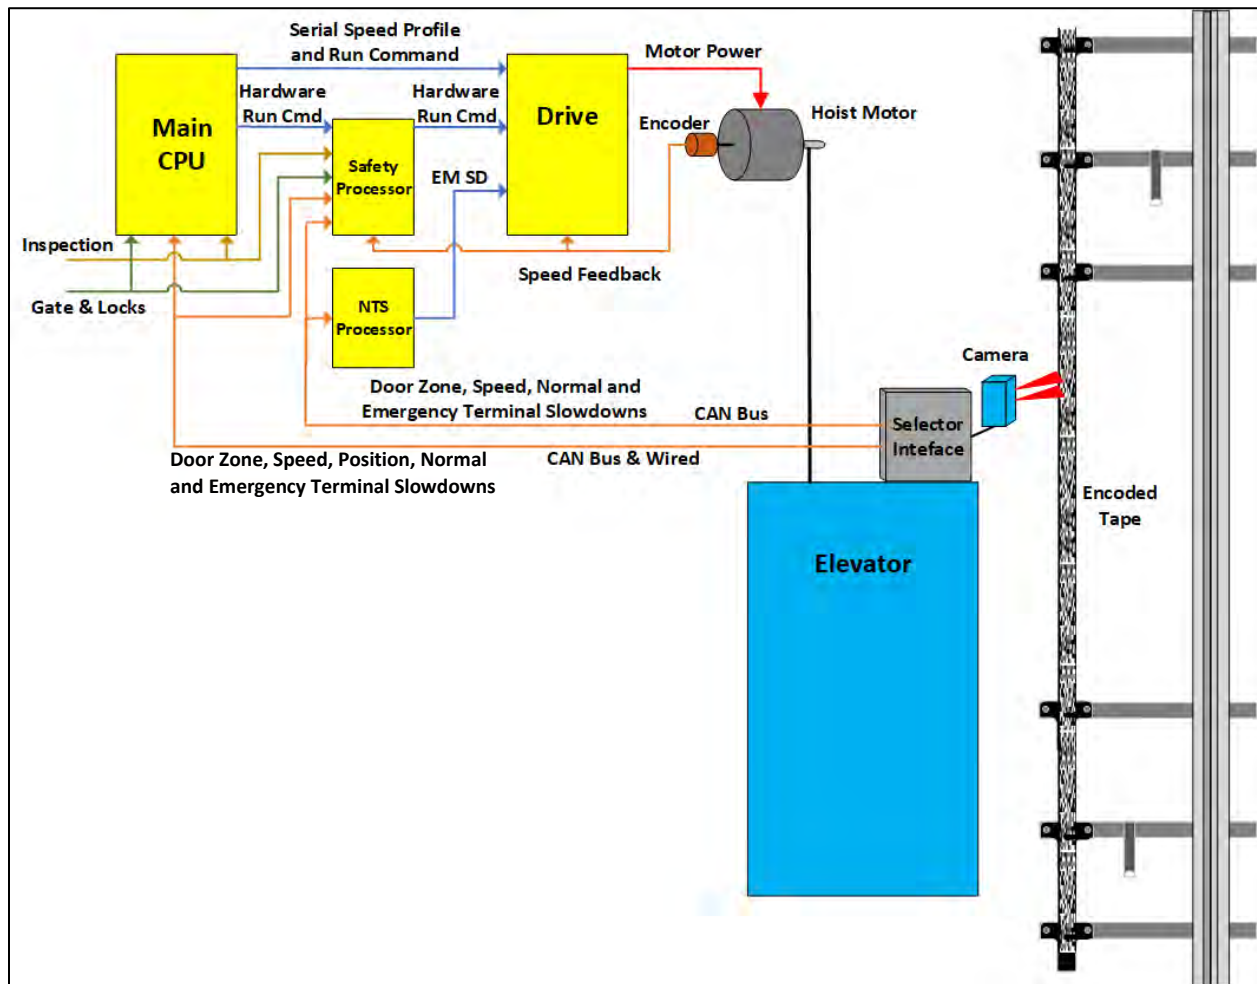 Serial Speed Profile
and Run Command
Motor Power
Hardware
Run Cmd
Hardware
Run Cmd
Main
CPU
Drive
Encoder
Hoist Motor
Safety
Processor
EM SD
Inspection
Speed Feedback
Gate & Locks
NTS
Processor
Camera
Door Zone, Speed, Normal and
Emergency Terminal Slowdowns
CAN Bus
Selector
Inteface
Door Zone, Speed, Position, Normal
and Emergency Terminal Slowdowns
CAN Bus & Wired
Encoded
Tape
Elevator